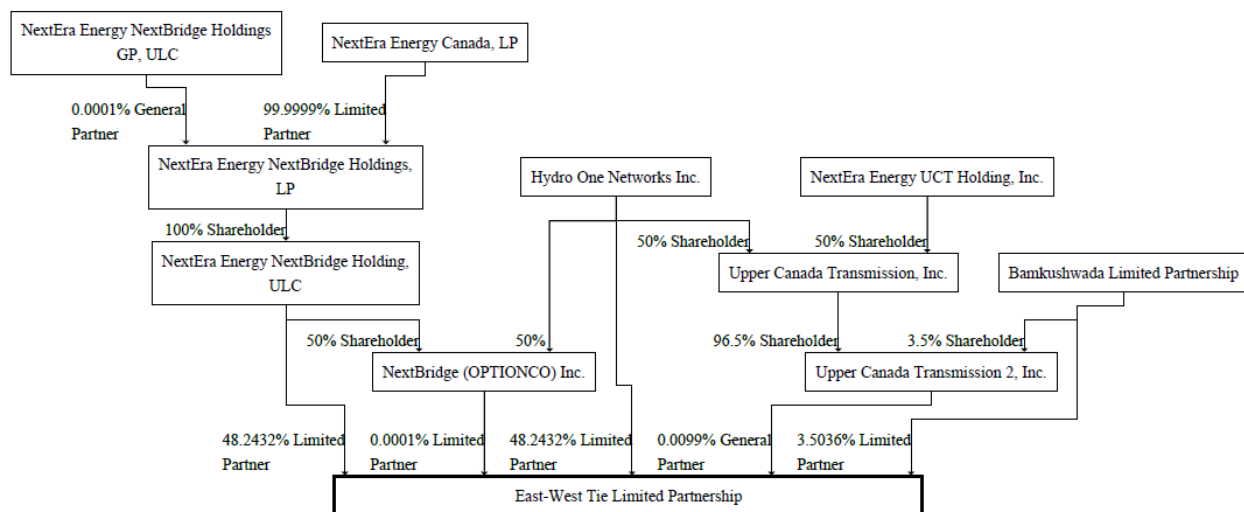 NextEra Energy NextBridge Holdings
GP, ULC
NextEra Energy Canada, LP
0.0001% General
Partner
99.9999% Limited
Partner
NextEra Energy NextBridge Holdings,
LP
Hydro One Networks Inc.
NextEra Energy UCT Holding, Inc.
100% Shareholder
50% Shareholder
50% Shareholder
NextEra Energy NextBridge Holding,
ULC
Upper Canada Transmission, Inc.
Bamkushwada Limited Partnership
50% Shareholder
50%
96.5% Shareholder
3.5% Shareholder
NextBridge (OPTIONCO) Inc.
Upper Canada Transmission 2, Inc.
48.2432% Limited
Partner
0.0001% Limited
Partner
48.2432% Limited
Partner
0.0099% General
Partner
3.5036% Limited
Partner
East-West Tie Limited Partnership